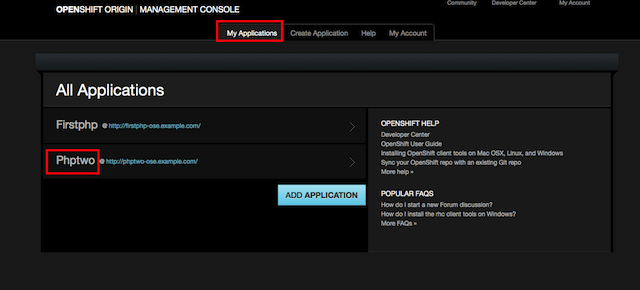 OPENSHIFT ORIGIN | MANAGEMENT CONSOLE
Community Developer Center My Account
My Applications Create Application Help My Account
All Applications
Firstphp @ http://firstphp-ose.example.com/
Phptwo @ http://phptwo-ose.example.com/
ADD APPLICATION
OPENSHIFT HELP
Developer Center
OpenShift User Guide
Installing OpenShift client tools on Mac OSX, Linux, and Windows
Sync your OpenShift repo with an existing Git repo
More help »
POPULAR FAQS
How do I start a new Forum discussion?
How do I install the rhc client tools on Windows?
More FAQs »